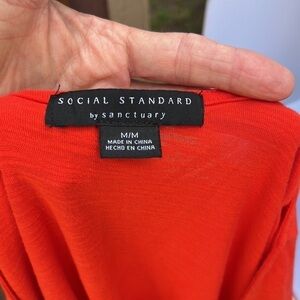 SOCIAL STANDARD
by sanctuary
M/M
MADE IN CHINA
HECHO EN CHINA